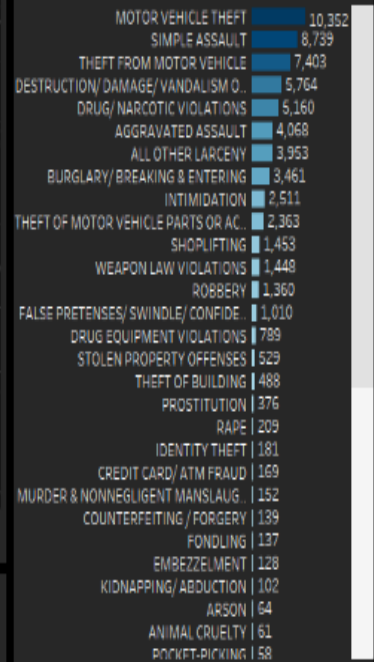 MOTOR VEHICLE THEFT 10,352
SIMPLE ASSAULT 8,739
THEFT FROM MOTOR VEHICLE 7,403
DESTRUCTION/ DAMAGE/ VANDALISM O.. 5,764
DRUG/ NARCOTIC VIOLATIONS 5,160
AGGRAVATED ASSAULT 4,068
ALL OTHER LARCENY 3,953
BURGLARY/ BREAKING & ENTERING 3,461
INTIMIDATION 2,511
THEFT OF MOTOR VEHICLE PARTS OR AC.. 2,363
SHOPLIFTING 1,453
WEAPON LAW VIOLATIONS 1,448
ROBBERY 1,360
FALSE PRETENSES/ SWINDLE/ CONFIDE.. 1,010
DRUG EQUIPMENT VIOLATIONS 789
STOLEN PROPERTY OFFENSES 529
THEFT OF BUILDING 488
PROSTITUTION 376
RAPE 209
IDENTITY THEFT 181
CREDIT CARD/ ATM FRAUD 169
MURDER & NONNEGLIGENT MANSLAUG.. 152
COUNTERFEITING / FORGERY 139
FONDLING 137
EMBEZZELMENT 128
KIDNAPPING/ ABDUCTION 102
ARSON 64
ANIMAL CRUELTY 61
POCKET-PICKING 58